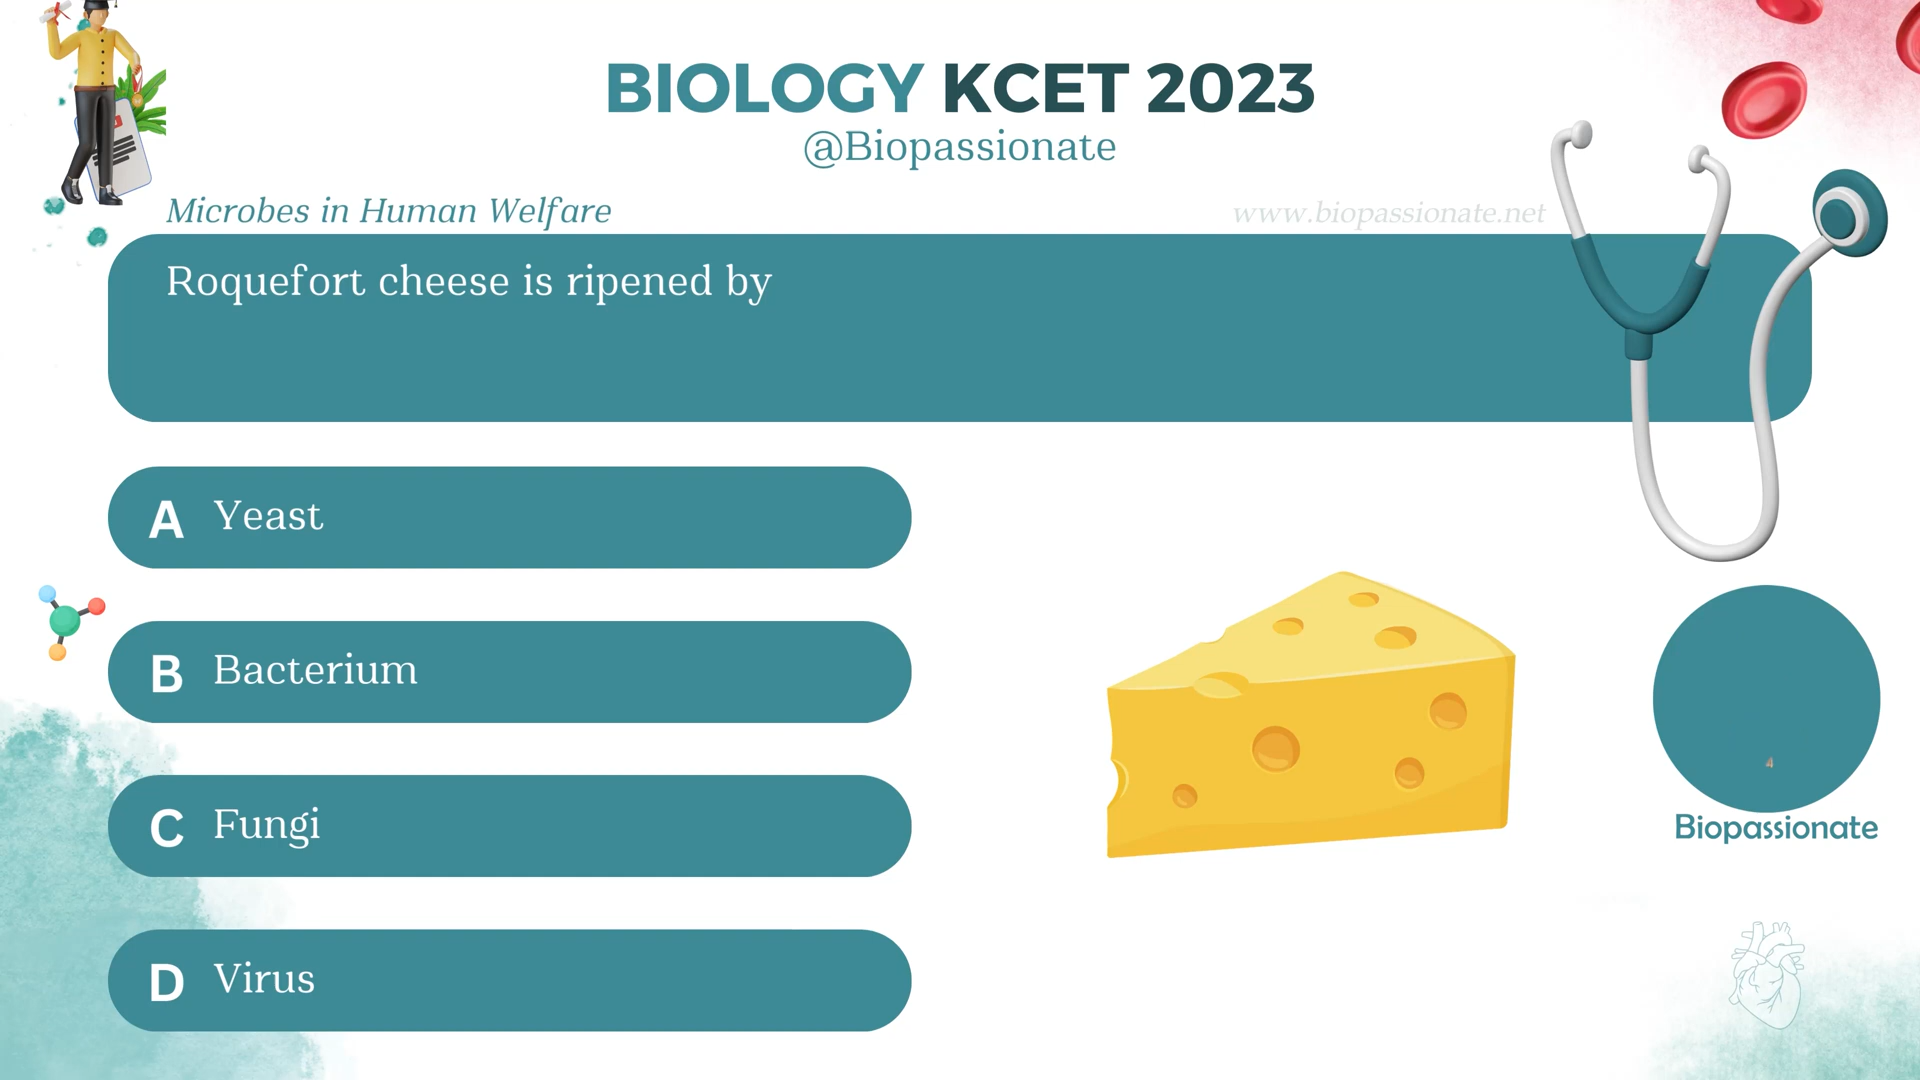 BIOLOGY KCET 2023
@Biopassionate
Microbes in Human Welfare
www.biopassionate.net
Roquefort cheese is ripened by
A Yeast
B Bacterium
C Fungi
D Virus
Biopassionate